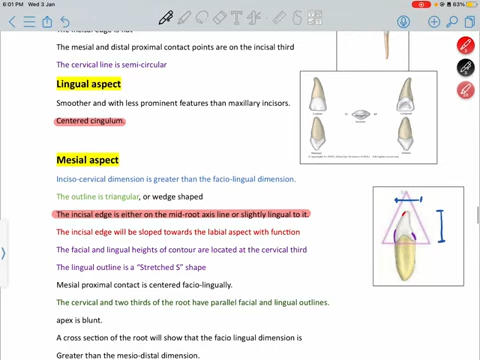 6:01 PM Wed 3 Jan
The incisal edge is flat
The mesial and distal proximal contact points are on the incisal third
The cervical line is semi-circular
Lingual aspect
Smoother and with less prominent features than maxillary incisors.
Centered cingulum.
Mesial aspect
Inciso-cervical dimension is greater than the facio-lingual dimension.
The outline is triangular, or wedge shaped
The incisal edge is either on the mid-root axis line or slightly lingual to it.
The incisal edge will be sloped towards the labial aspect with function
The facial and lingual heights of contour are located at the cervical third
The lingual outline is a "Stretched S" shape
Mesial proximal contact is centered facio-lingually.
The cervical and two thirds of the root have parallel facial and lingual outlines.
apex is blunt.
A cross section of the root will show that the facio lingual dimension is
Greater than the mesio-distal dimension.